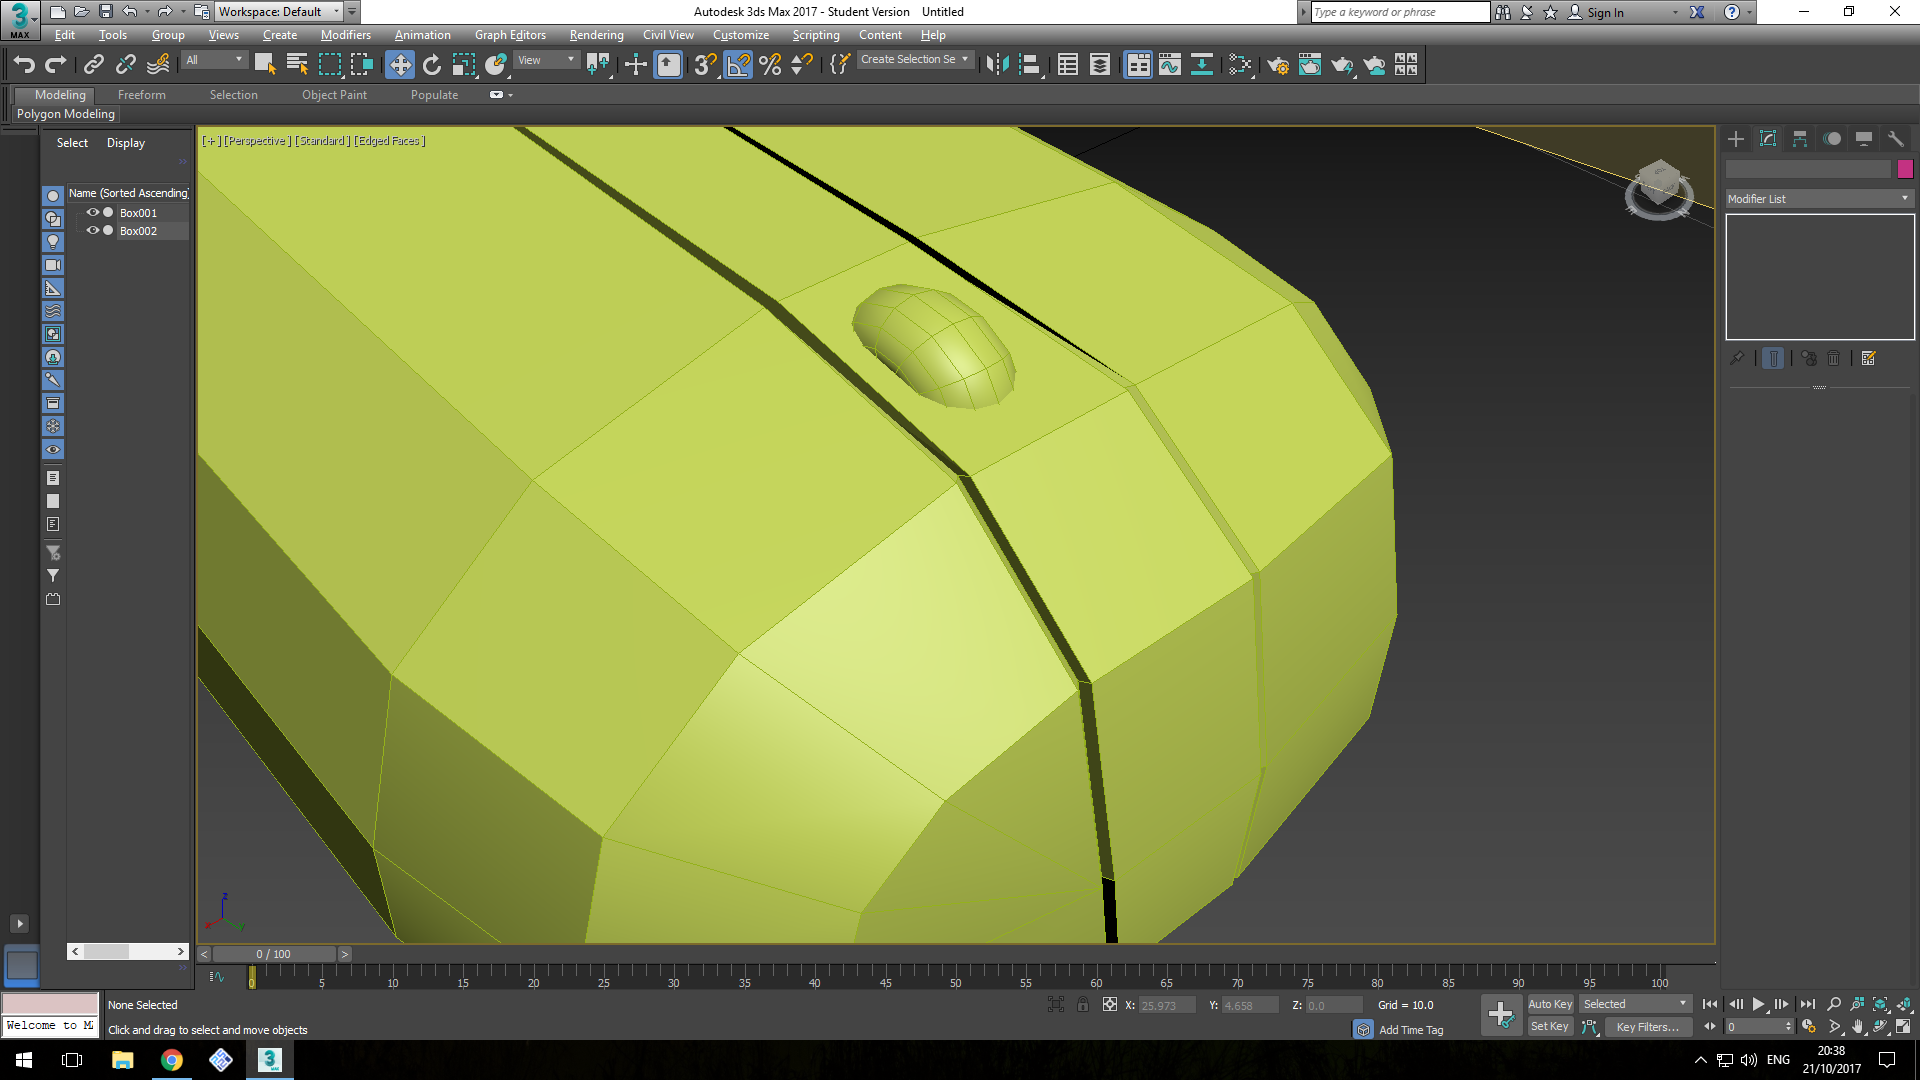 3 Workspace: Default Autodesk 3ds Max 2017 - Student Version Untitled Type a keyword or phrase Sign In
MAX Edit Tools Group Views Create Modifiers Animation Graph Editors Rendering Civil View Customize Scripting Content Help
All View 3 Create Selection Se
Modeling Freeform Selection Object Paint Populate
Polygon Modeling
Select Display
[ + ] [Perspective ] [Standard ] [Edged Faces ]
Name (Sorted Ascending)
Box001
Box002
Modifier List
z
x
y
0 / 100
0 5 10 15 20 25 30 35 40 45 50 55 60 65 70 75 80 85 90 95 100
None Selected X: 25.973 Y: 4.658 Z: 0.0 Grid = 10.0 Auto Key Selected
Welcome to M
Click and drag to select and move objects Add Time Tag Set Key Key Filters... 0
3 MAX ENG 20:38
21/10/2017